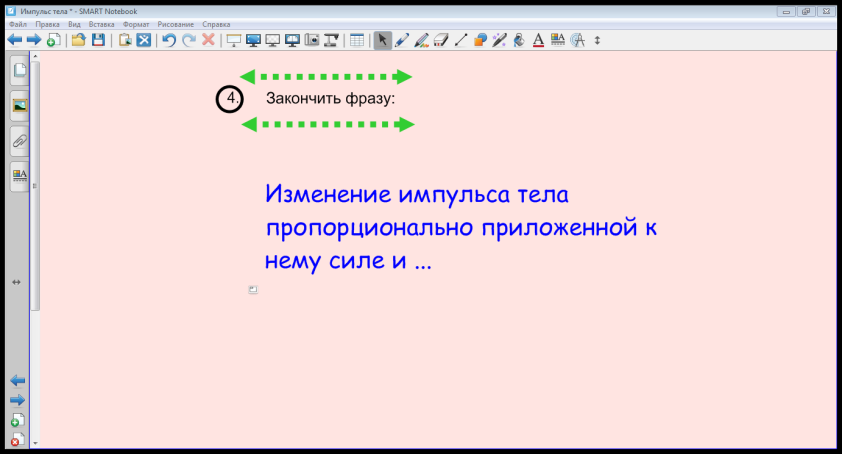 Импульс тела * - SMART Notebook
Файл Правка Вид Вставка Формат Рисование Справка
4. Закончить фразу:
Изменение импульса тела
пропорционально приложенной к
нему силе и ...